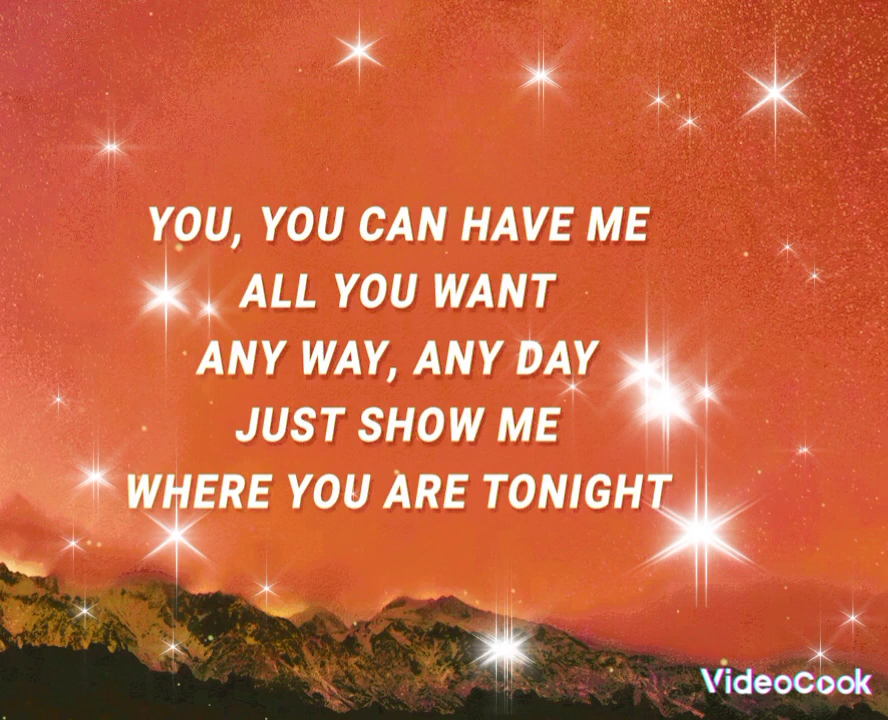 YOU, YOU CAN HAVE ME
ALL YOU WANT
ANY WAY, ANY DAY
JUST SHOW ME
WHERE YOU ARE TONIGHT
VideoCook